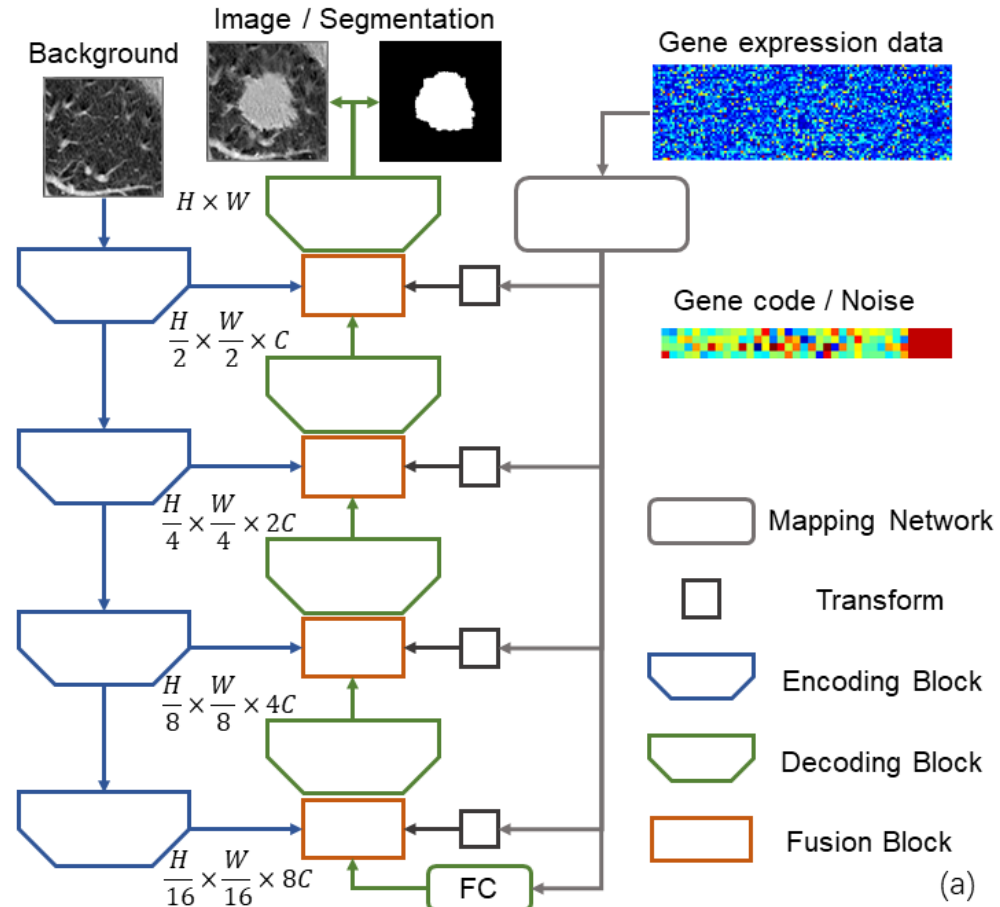 Image / Segmentation
Background
Gene expression data
H × W
Gene code / Noise
H/2 × W/2 × C
H/4 × W/4 × 2C
Mapping Network
Transform
H/8 × W/8 × 4C
Encoding Block
Decoding Block
Fusion Block
H/16 × W/16 × 8C
FC
(a)